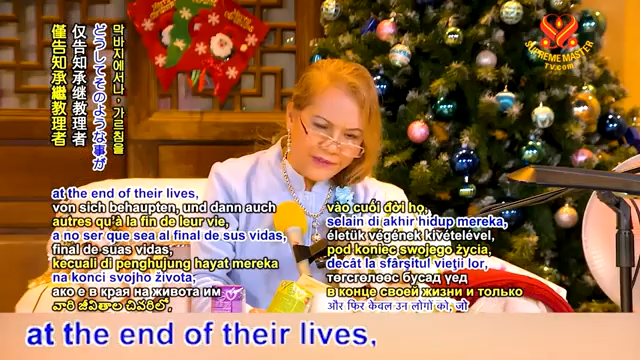 SUPREME MASTER
TV.com
막바지에서나. 가르침을
どうしてそのような事が
仅告知承继教理者
僅告知承繼教理者
at the end of their lives,
von sich behaupten, und dann auch
autres qu'à la fin de leur vie,
a no ser que sea al final de sus vidas,
final de suas vidas,
kecuali di penghujung hayat mereka
na konci svojho života,
ако е в края на живота им
వారి జీవితాల చివరిలో,
vào cuối đời họ,
selain di akhir hidup mereka,
életük végének kivételével,
pod koniec swojego życia,
decât la sfârșitul vieții lor,
төгсгөлөөс бусад үед
в конце своей жизни и только
और फिर केवल उन लोगों को, जो
at the end of their lives,